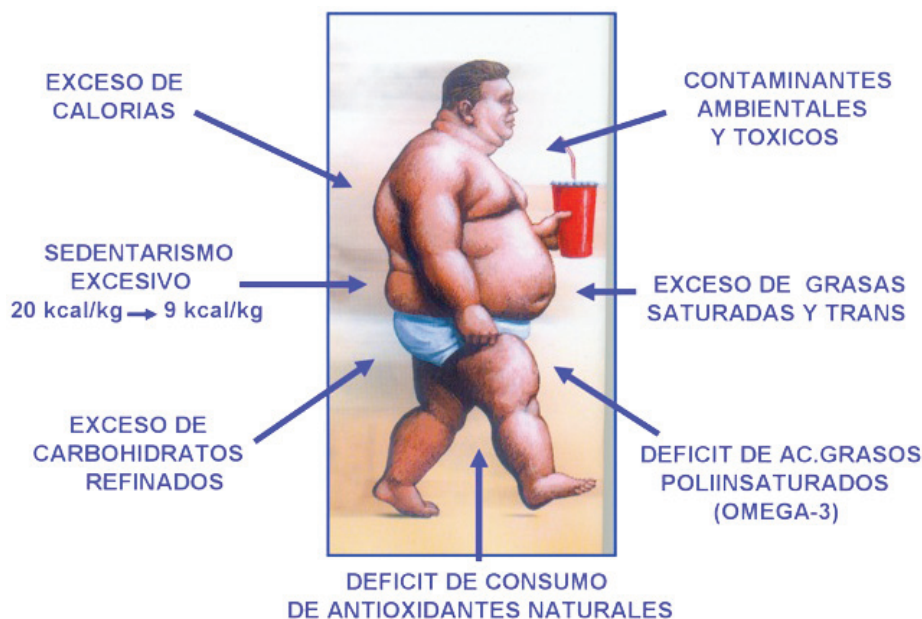 EXCESO DE
CALORIAS
CONTAMINANTES
AMBIENTALES
Y TOXICOS
SEDENTARISMO
EXCESIVO
20 kcal/kg → 9 kcal/kg
EXCESO DE GRASAS
SATURADAS Y TRANS
EXCESO DE
CARBOHIDRATOS
REFINADOS
DEFICIT DE AC.GRASOS
POLIINSATURADOS
(OMEGA-3)
DEFICIT DE CONSUMO
DE ANTIOXIDANTES NATURALES